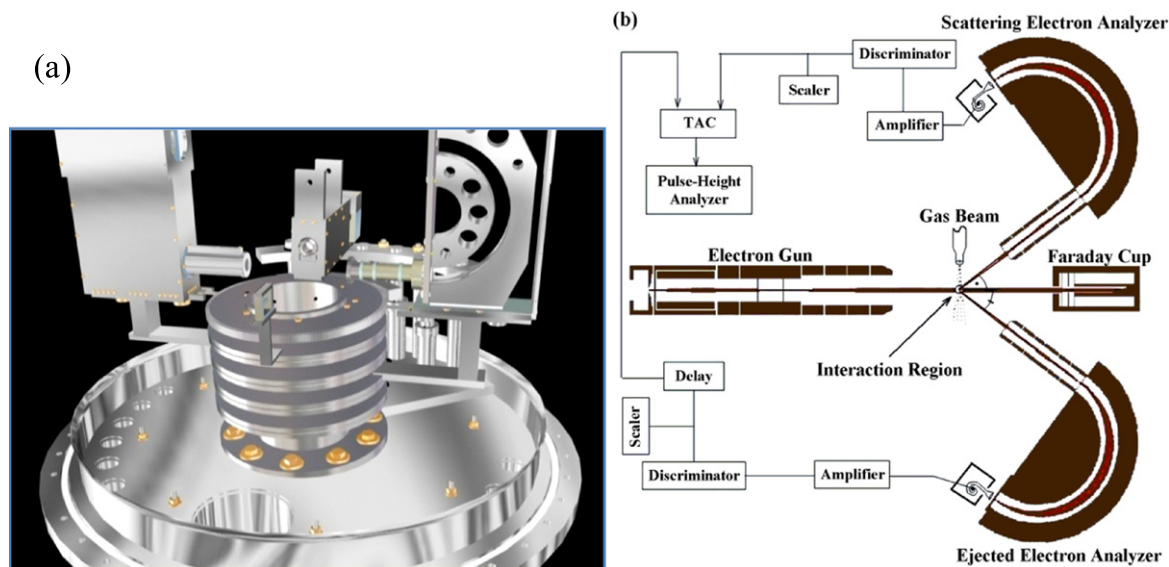 (a)
(b)
Scattering Electron Analyzer
Discriminator
Scaler
TAC
Amplifier
Pulse-Height
Analyzer
Gas Beam
Electron Gun
Faraday Cup
Interaction Region
Delay
Scaler
Discriminator
Amplifier
Ejected Electron Analyzer